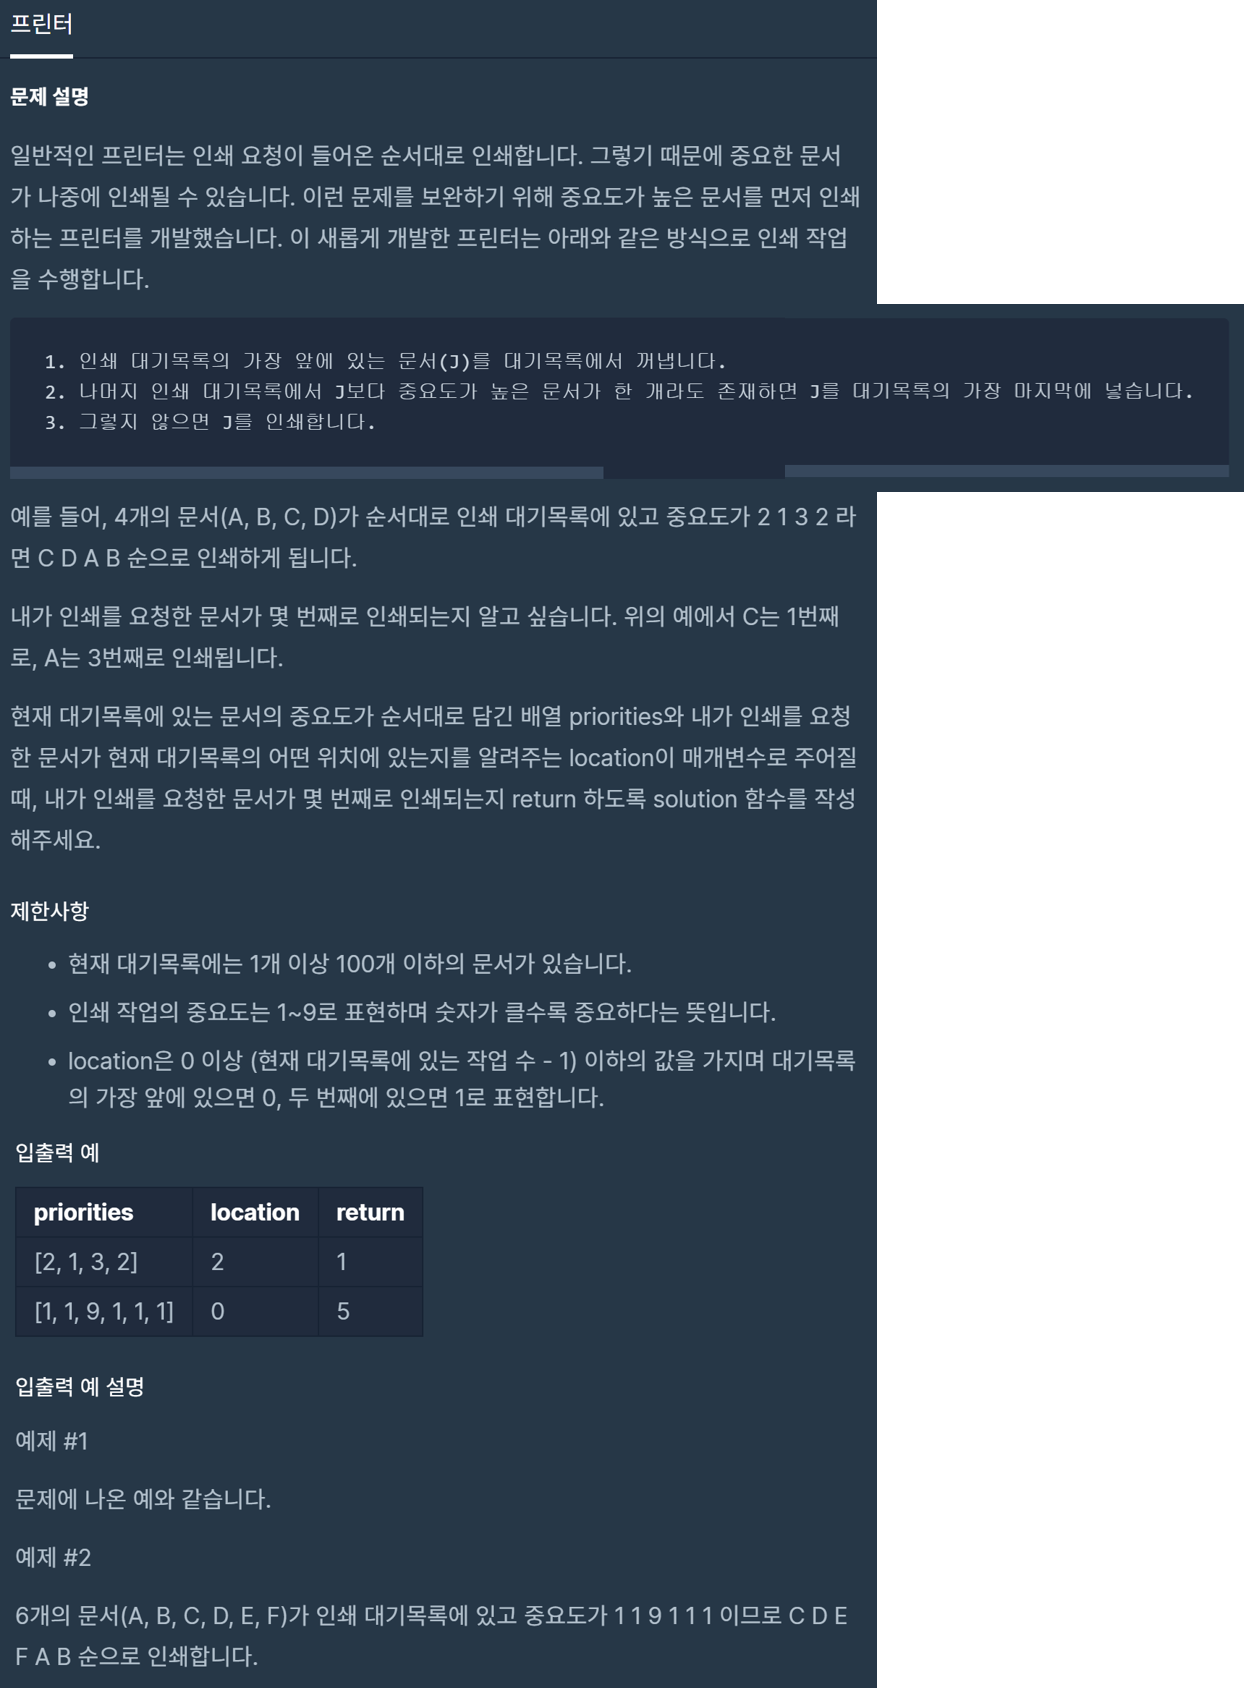 프린터
문제 설명
일반적인 프린터는 인쇄 요청이 들어온 순서대로 인쇄합니다. 그렇기 때문에 중요한 문서
가 나중에 인쇄될 수 있습니다. 이런 문제를 보완하기 위해 중요도가 높은 문서를 먼저 인쇄
하는 프린터를 개발했습니다. 이 새롭게 개발한 프린터는 아래와 같은 방식으로 인쇄 작업
을 수행합니다.
1. 인쇄 대기목록의 가장 앞에 있는 문서(J)를 대기목록에서 꺼냅니다.
2. 나머지 인쇄 대기목록에서 J보다 중요도가 높은 문서가 한 개라도 존재하면 J를 대기목록의 가장 마지막에 넣습니다.
3. 그렇지 않으면 J를 인쇄합니다.
예를 들어, 4개의 문서(A, B, C, D)가 순서대로 인쇄 대기목록에 있고 중요도가 2 1 3 2 라
면 C D A B 순으로 인쇄하게 됩니다.
내가 인쇄를 요청한 문서가 몇 번째로 인쇄되는지 알고 싶습니다. 위의 예에서 C는 1번째
로, A는 3번째로 인쇄됩니다.
현재 대기목록에 있는 문서의 중요도가 순서대로 담긴 배열 priorities와 내가 인쇄를 요청
한 문서가 현재 대기목록의 어떤 위치에 있는지를 알려주는 location이 매개변수로 주어질
때, 내가 인쇄를 요청한 문서가 몇 번째로 인쇄되는지 return 하도록 solution 함수를 작성
해주세요.
제한사항
• 현재 대기목록에는 1개 이상 100개 이하의 문서가 있습니다.
• 인쇄 작업의 중요도는 1~9로 표현하며 숫자가 클수록 중요하다는 뜻입니다.
• location은 0 이상 (현재 대기목록에 있는 작업 수 - 1) 이하의 값을 가지며 대기목록
의 가장 앞에 있으면 0, 두 번째에 있으면 1로 표현합니다.
입출력 예
priorities location return
[2, 1, 3, 2] 2 1
[1, 1, 9, 1, 1, 1] 0 5
입출력 예 설명
예제 #1
문제에 나온 예와 같습니다.
예제 #2
6개의 문서(A, B, C, D, E, F)가 인쇄 대기목록에 있고 중요도가 1 1 9 1 1 1 이므로 C D E
F A B 순으로 인쇄합니다.